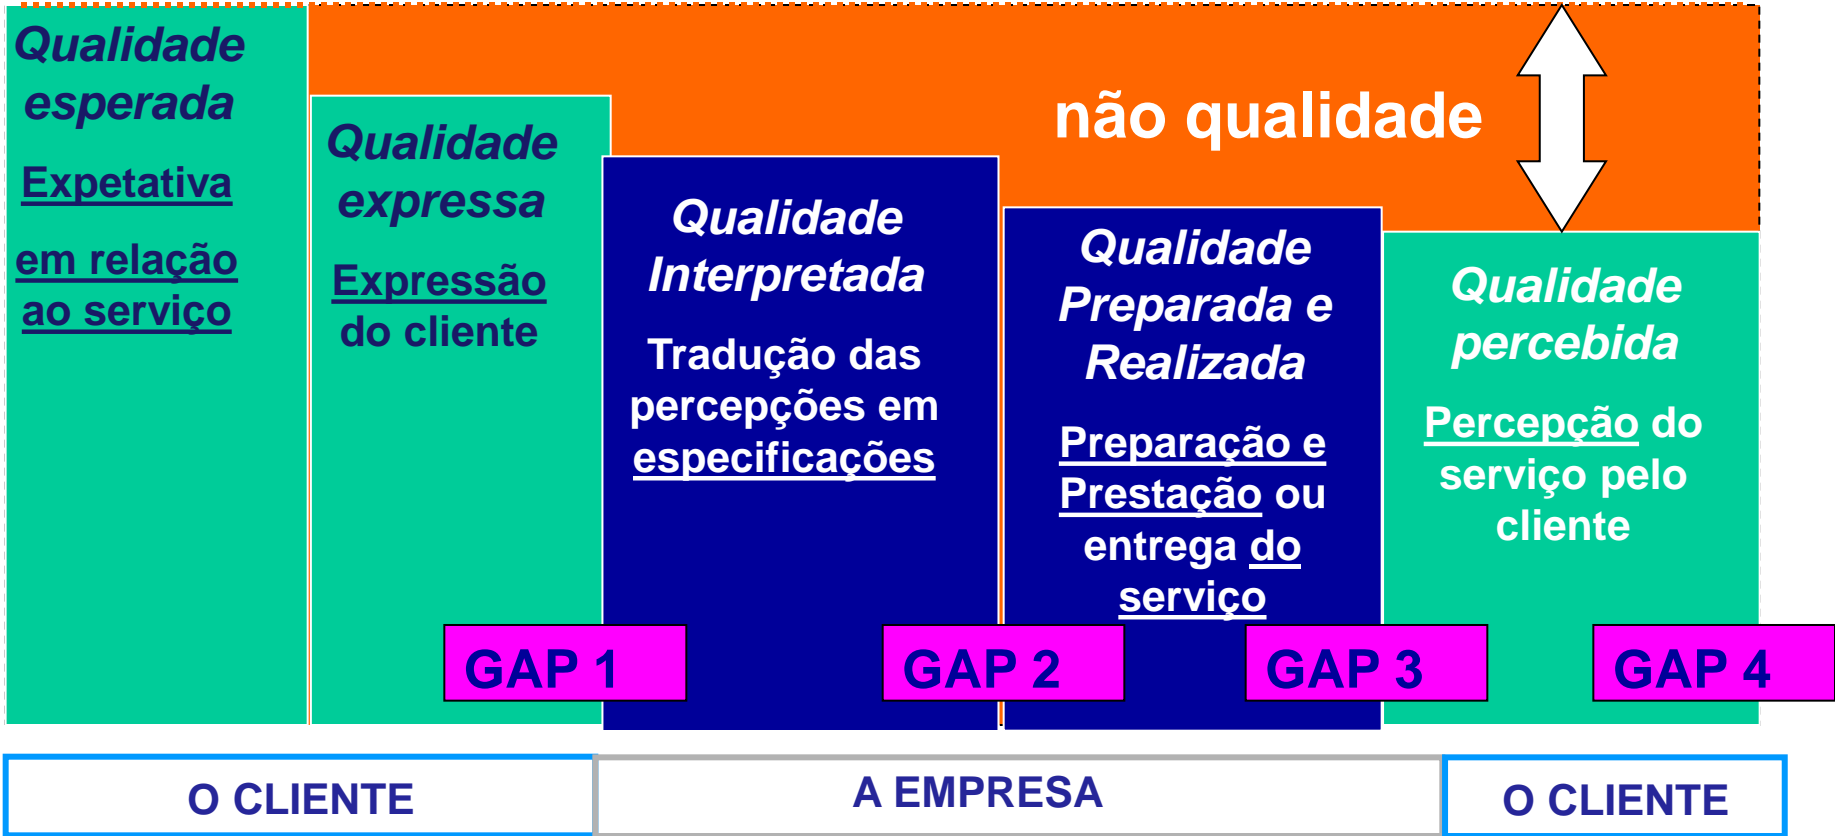 Qualidade
esperada
Expetativa
em relação
ao serviço
Qualidade
expressa
Expressão
do cliente
Qualidade
Interpretada
Tradução das
percepções em
especificações
Qualidade
Preparada e
Realizada
Preparação e
Prestação ou
entrega do
serviço
não qualidade
Qualidade
percebida
Percepção do
serviço pelo
cliente
GAP 1
GAP 2
GAP 3
GAP 4
O CLIENTE
A EMPRESA
O CLIENTE